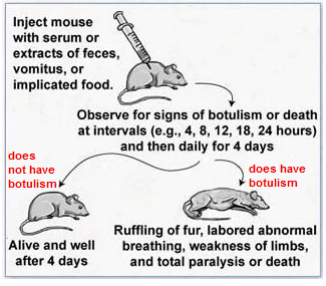 Inject mouse
with serum or
extracts of feces,
vomitus, or
implicated food.
Observe for signs of botulism or death
at intervals (e.g., 4, 8, 12, 18, 24 hours)
and then daily for 4 days
does
not have
botulism
does have
botulism
Alive and well
after 4 days
Ruffling of fur, labored abnormal
breathing, weakness of limbs,
and total paralysis or death